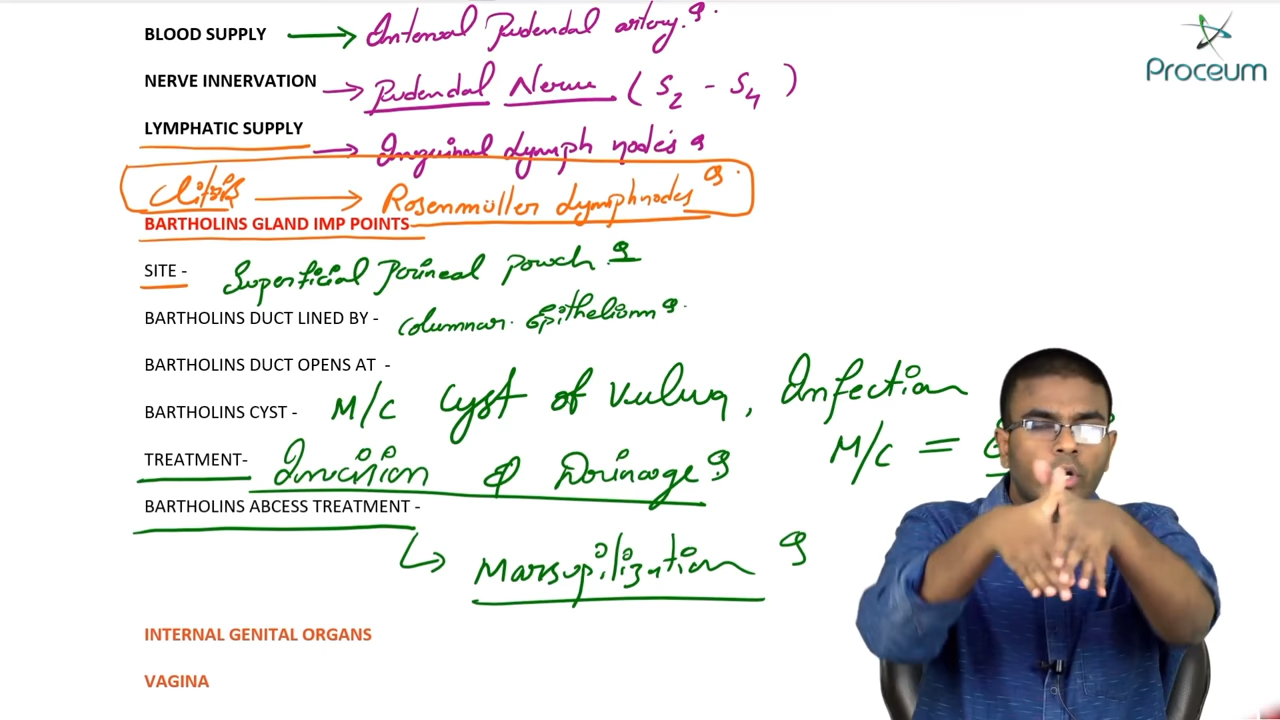 BLOOD SUPPLY → Internal Pudendal artery.
Proceum
NERVE INNERVATION → Pudendal Nerve ( S2 - S4 )
LYMPHATIC SUPPLY → Inguinal Lymph nodes
Clitoris → Rosenmüller Lymphnodes
BARTHOLINS GLAND IMP POINTS
SITE - Superficial Perineal Pouch.
BARTHOLINS DUCT LINED BY - Columnar Epithelium
BARTHOLINS DUCT OPENS AT -
BARTHOLINS CYST - M/C Cyst of Vulva, Infection
M/C =
TREATMENT- Incision & Drainage
BARTHOLINS ABCESS TREATMENT -
↳ Marsupilization
INTERNAL GENITAL ORGANS
VAGINA